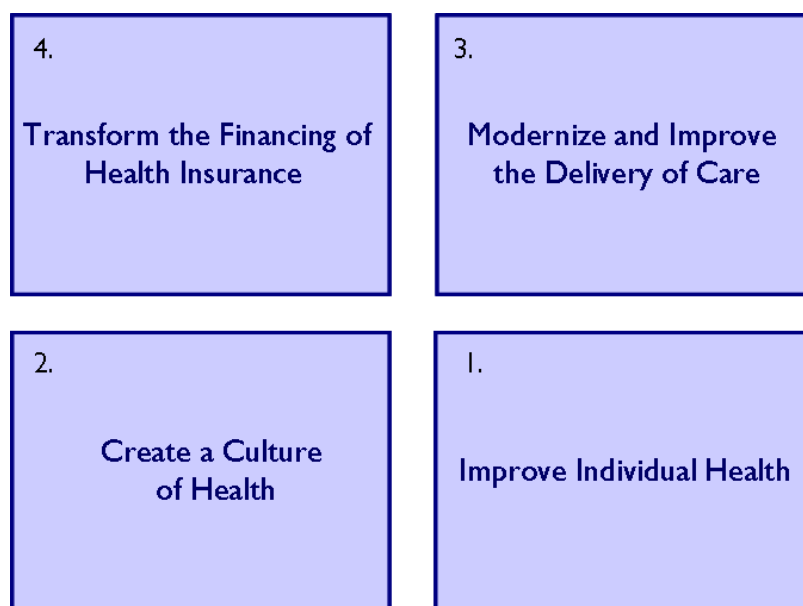 4.
Transform the Financing of
Health Insurance
3.
Modernize and Improve
the Delivery of Care
2.
Create a Culture
of Health
1.
Improve Individual Health